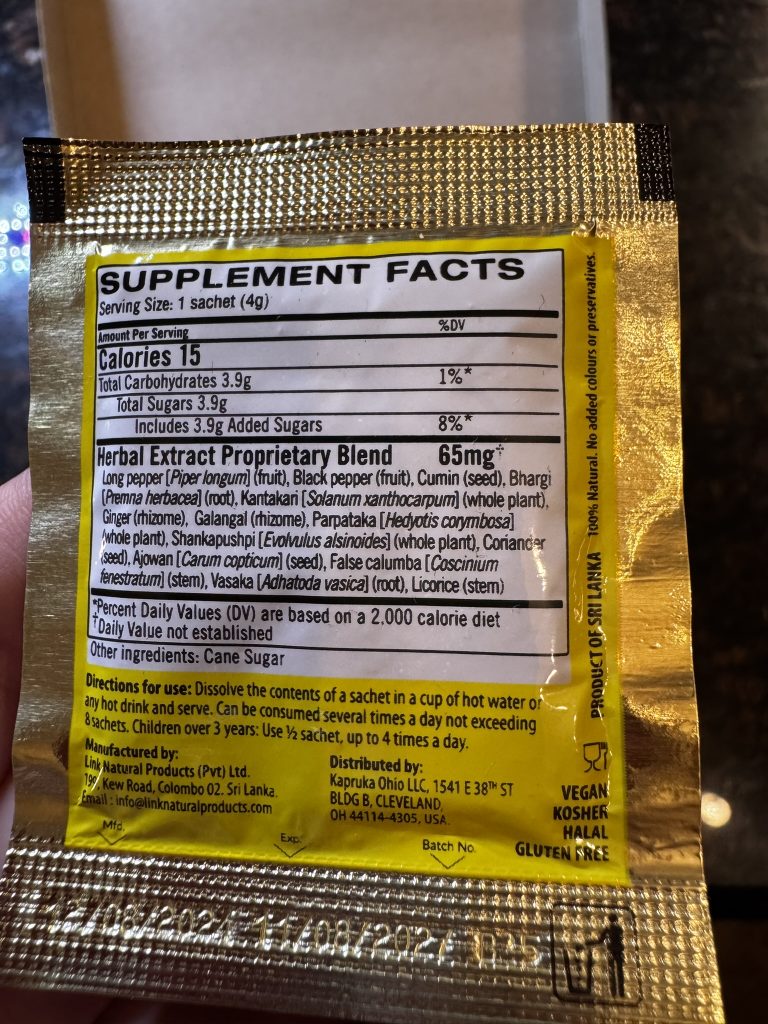 SUPPLEMENT FACTS
Serving Size: 1 sachet (4g)
Amount Per Serving %DV
Calories 15
Total Carbohydrates 3.9g 1%*
Total Sugars 3.9g
Includes 3.9g Added Sugars 8%*
Herbal Extract Proprietary Blend 65mg†
Long pepper [Piper longum] (fruit), Black pepper (fruit), Cumin (seed), Bhargi
[Premna herbacea] (root), Kantakari [Solanum xanthocarpum] (whole plant),
Ginger (rhizome), Galangal (rhizome), Parpataka [Hedyotis corymbosa]
(whole plant), Shankapushpi [Evolvulus alsinoides] (whole plant), Coriander
(seed), Ajowan [Carum copticum] (seed), False calumba [Coscinium
fenestratum] (stem), Vasaka [Adhatoda vasica] (root), Licorice (stem)
*Percent Daily Values (DV) are based on a 2,000 calorie diet
†Daily Value not established
Other ingredients: Cane Sugar
PRODUCT OF SRI LANKA 100% Natural. No added colours or preservatives.
Directions for use: Dissolve the contents of a sachet in a cup of hot water or
any hot drink and serve. Can be consumed several times a day not exceeding
8 sachets. Children over 3 years: Use ½ sachet, up to 4 times a day.
Manufactured by:
Link Natural Products (Pvt) Ltd.
199, Kew Road, Colombo 02. Sri Lanka.
Email : info@linknaturalproducts.com
Distributed by:
Kapruka Ohio LLC, 1541 E 38TH ST
BLDG B, CLEVELAND,
OH 44114-4305, USA.
VEGAN
KOSHER
HALAL
GLUTEN FREE
Mfd. Exp. Batch No.
11/08/2027